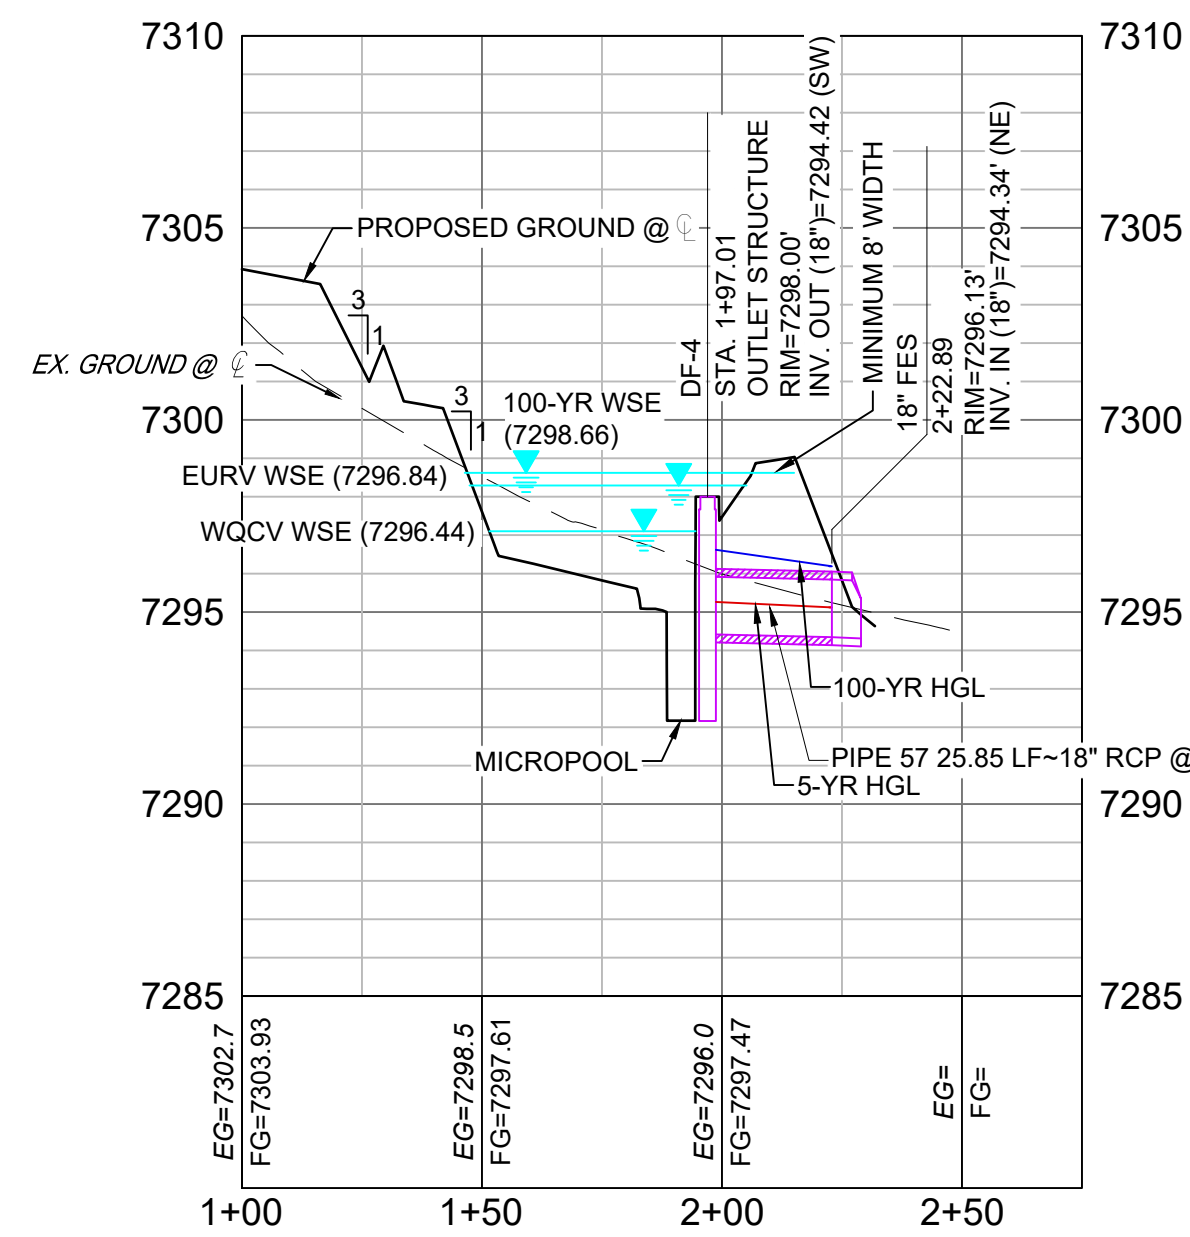 7310
7310
7305
7305
7300
7300
7295
7295
7290
7290
7285
7285
PROPOSED GROUND @ ℄
EX. GROUND @ ℄
3
1
3
1
100-YR WSE
(7298.66)
EURV WSE (7296.84)
WQCV WSE (7296.44)
DF-4
STA. 1+97.01
OUTLET STRUCTURE
RIM=7298.00'
INV. OUT (18")=7294.42 (SW)
MINIMUM 8' WIDTH
18" FES
2+22.89
RIM=7296.13'
INV. IN (18")=7294.34' (NE)
100-YR HGL
PIPE 57 25.85 LF~18" RCP @
5-YR HGL
MICROPOOL
EG=7302.7
FG=7303.93
EG=7298.5
FG=7297.61
EG=7296.0
FG=7297.47
EG=
FG=
1+00
1+50
2+00
2+50